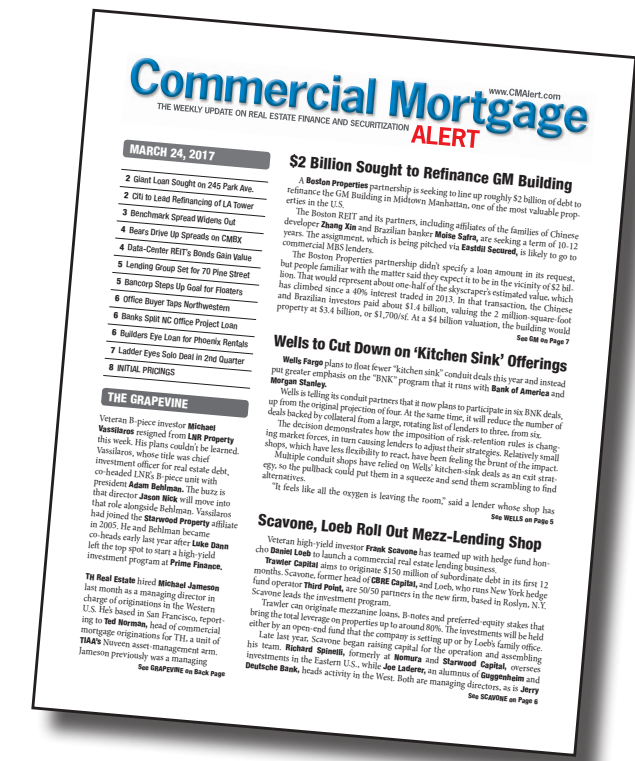 www.CMAlert.com
Commercial Mortgage
THE WEEKLY UPDATE ON REAL ESTATE FINANCE AND SECURITIZATION
ALERT
MARCH 24, 2017
2 Giant Loan Sought on 245 Park Ave.
2 Citi to Lead Refinancing of LA Tower
3 Benchmark Spread Widens Out
4 Bears Drive Up Spreads on CMBX
4 Data-Center REIT's Bonds Gain Value
5 Lending Group Set for 70 Pine Street
5 Bancorp Steps Up Goal for Floaters
6 Office Buyer Taps Northwestern
6 Banks Split NC Office Project Loan
6 Builders Eye Loan for Phoenix Rentals
7 Ladder Eyes Solo Deal in 2nd Quarter
8 INITIAL PRICINGS
THE GRAPEVINE
Veteran B-piece investor Michael
Vassilaros resigned from LNR Property
this week. His plans couldn't be learned.
Vassilaros, whose title was chief
investment officer for real estate debt,
co-headed LNR's B-piece unit with
president Adam Behlman. The buzz is
that director Jason Nick will move into
that role alongside Behlman. Vassilaros
had joined the Starwood Property affiliate
in 2005. He and Behlman became
co-heads early last year after Luke Dann
left the top spot to start a high-yield
investment program at Prime Finance.
TH Real Estate hired Michael Jameson
last month as a managing director in
charge of originations in the Western
U.S. He's based in San Francisco, report-
ing to Ted Norman, head of commercial
mortgage originations for TH, a unit of
TIAA's Nuveen asset-management arm.
Jameson previously was a managing
See GRAPEVINE on Back Page
$2 Billion Sought to Refinance GM Building
A Boston Properties partnership is seeking to line up roughly $2 billion of debt to
refinance the GM Building in Midtown Manhattan, one of the most valuable prop-
erties in the U.S.
The Boston REIT and its partners, including affiliates of the families of Chinese
developer Zhang Xin and Brazilian banker Moise Safra, are seeking a term of 10-12
years. The assignment, which is being pitched via Eastdil Secured, is likely to go to
commercial MBS lenders.
The Boston Properties partnership didn't specify a loan amount in its request,
but people familiar with the matter said they expect it to be in the vicinity of $2 bil-
lion. That would represent about one-half of the skyscraper's estimated value, which
has climbed since a 40% interest traded in 2013. In that transaction, the Chinese
and Brazilian investors paid about $1.4 billion, valuing the 2 million-square-foot
property at $3.4 billion, or $1,700/sf. At a $4 billion valuation, the building would
See GM on Page 7
Wells to Cut Down on 'Kitchen Sink' Offerings
Wells Fargo plans to float fewer "kitchen sink" conduit deals this year and instead
put greater emphasis on the "BNK" program that it runs with Bank of America and
Morgan Stanley.
Wells is telling its conduit partners that it now plans to participate in six BNK deals,
up from the original projection of four. At the same time, it will reduce the number of
deals backed by collateral from a large, rotating list of lenders to three, from six.
The decision demonstrates how the imposition of risk-retention rules is chang-
ing market forces, in turn causing lenders to adjust their strategies. Relatively small
shops, which have less flexibility to react, have been feeling the brunt of the impact.
Multiple conduit shops have relied on Wells' kitchen-sink deals as an exit strat-
egy, so the pullback could put them in a squeeze and send them scrambling to find
alternatives.
"It feels like all the oxygen is leaving the room," said a lender whose shop has
See WELLS on Page 5
Scavone, Loeb Roll Out Mezz-Lending Shop
Veteran high-yield investor Frank Scavone has teamed up with hedge fund hon-
cho Daniel Loeb to launch a commercial real estate lending business.
Trawler Capital aims to originate $150 million of subordinate debt in its first 12
months. Scavone, former head of CBRE Capital, and Loeb, who runs New York hedge
fund operator Third Point, are 50/50 partners in the new firm, based in Roslyn, N.Y.
Scavone leads the investment program.
Trawler can originate mezzanine loans, B-notes and preferred-equity stakes that
bring the total leverage on properties up to around 80%. The investments will be held
either by an open-end fund that the company is setting up or by Loeb's family office.
Late last year, Scavone began raising capital for the operation and assembling
his team. Richard Spinelli, formerly at Nomura and Starwood Capital, oversees
investments in the Eastern U.S., while Joe Laderer, an alumnus of Guggenheim and
Deutsche Bank, heads activity in the West. Both are managing directors, as is Jerry
See SCAVONE on Page 6